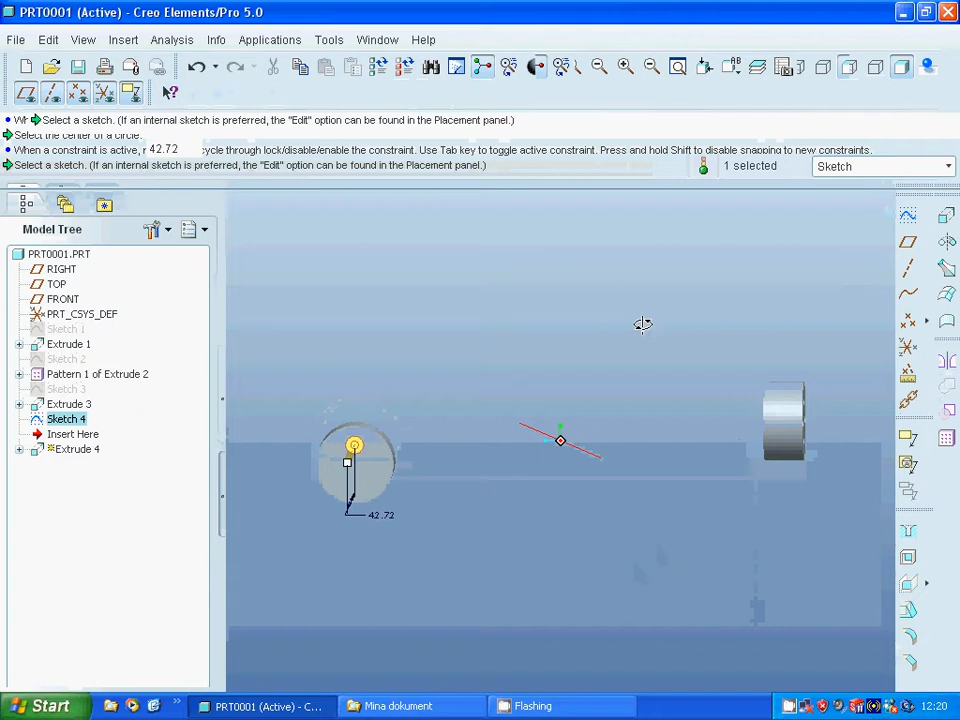 PRT0001 (Active) - Creo Elements/Pro 5.0
File Edit View Insert Analysis Info Applications Tools Window Help
Select a sketch. (If an internal sketch is preferred, the "Edit" option can be found in the Placement panel.)
Select the center of a circle.
When a constraint is active, 42.72 cycle through lock/disable/enable the constraint. Use Tab key to toggle active constraint. Press and hold Shift to disable snapping to new constraints.
Select a sketch. (If an internal sketch is preferred, the "Edit" option can be found in the Placement panel.)
1 selected
Sketch
Model Tree
PRT0001.PRT
RIGHT
TOP
FRONT
PRT_CSYS_DEF
Sketch 1
Extrude 1
Sketch 2
Pattern 1 of Extrude 2
Sketch 3
Extrude 3
Sketch 4
Insert Here
*Extrude 4
42.72
Start
PRT0001 (Active) - C...
Mina dokument
Flashing
12:20